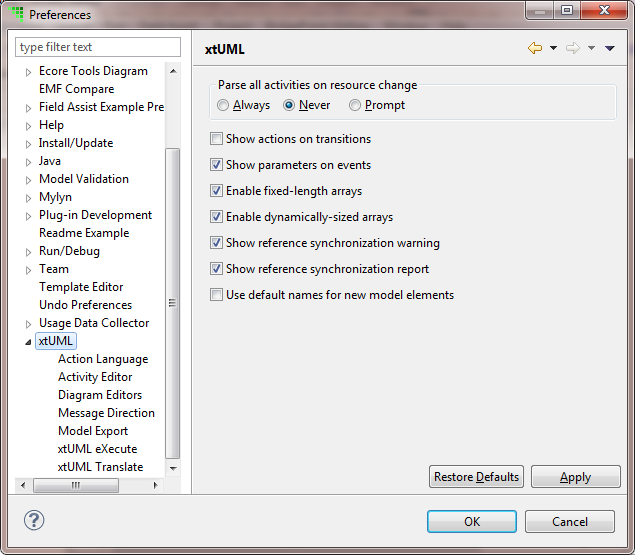 Preferences
type filter text
Ecore Tools Diagram
EMF Compare
Field Assist Example Pre
Help
Install/Update
Java
Model Validation
Mylyn
Plug-in Development
Readme Example
Run/Debug
Team
Template Editor
Undo Preferences
Usage Data Collector
xtUML
Action Language
Activity Editor
Diagram Editors
Message Direction
Model Export
xtUML eXecute
xtUML Translate
xtUML
Parse all activities on resource change
Always Never Prompt
Show actions on transitions
Show parameters on events
Enable fixed-length arrays
Enable dynamically-sized arrays
Show reference synchronization warning
Show reference synchronization report
Use default names for new model elements
Restore Defaults Apply
OK Cancel